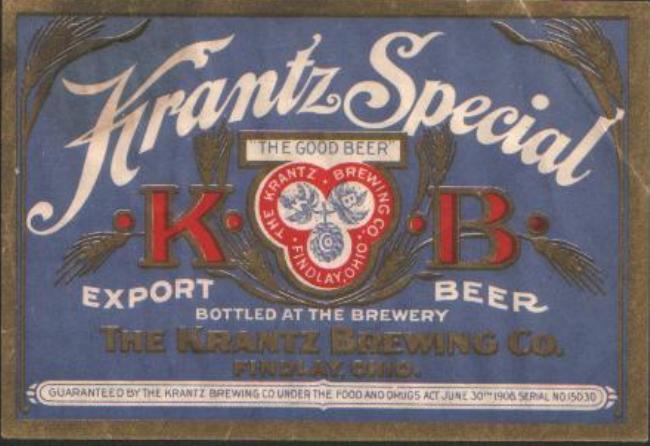 Krantz Special
"THE GOOD BEER"
THE KRANTZ • BREWING CO. •
FINDLAY, OHIO
• K • • B •
EXPORT BEER
BOTTLED AT THE BREWERY
THE KRANTZ BREWING CO.
FINDLAY, OHIO.
GUARANTEED BY THE KRANTZ BREWING CO UNDER THE FOOD AND DRUGS ACT JUNE 30TH 1906. SERIAL NO. 15030